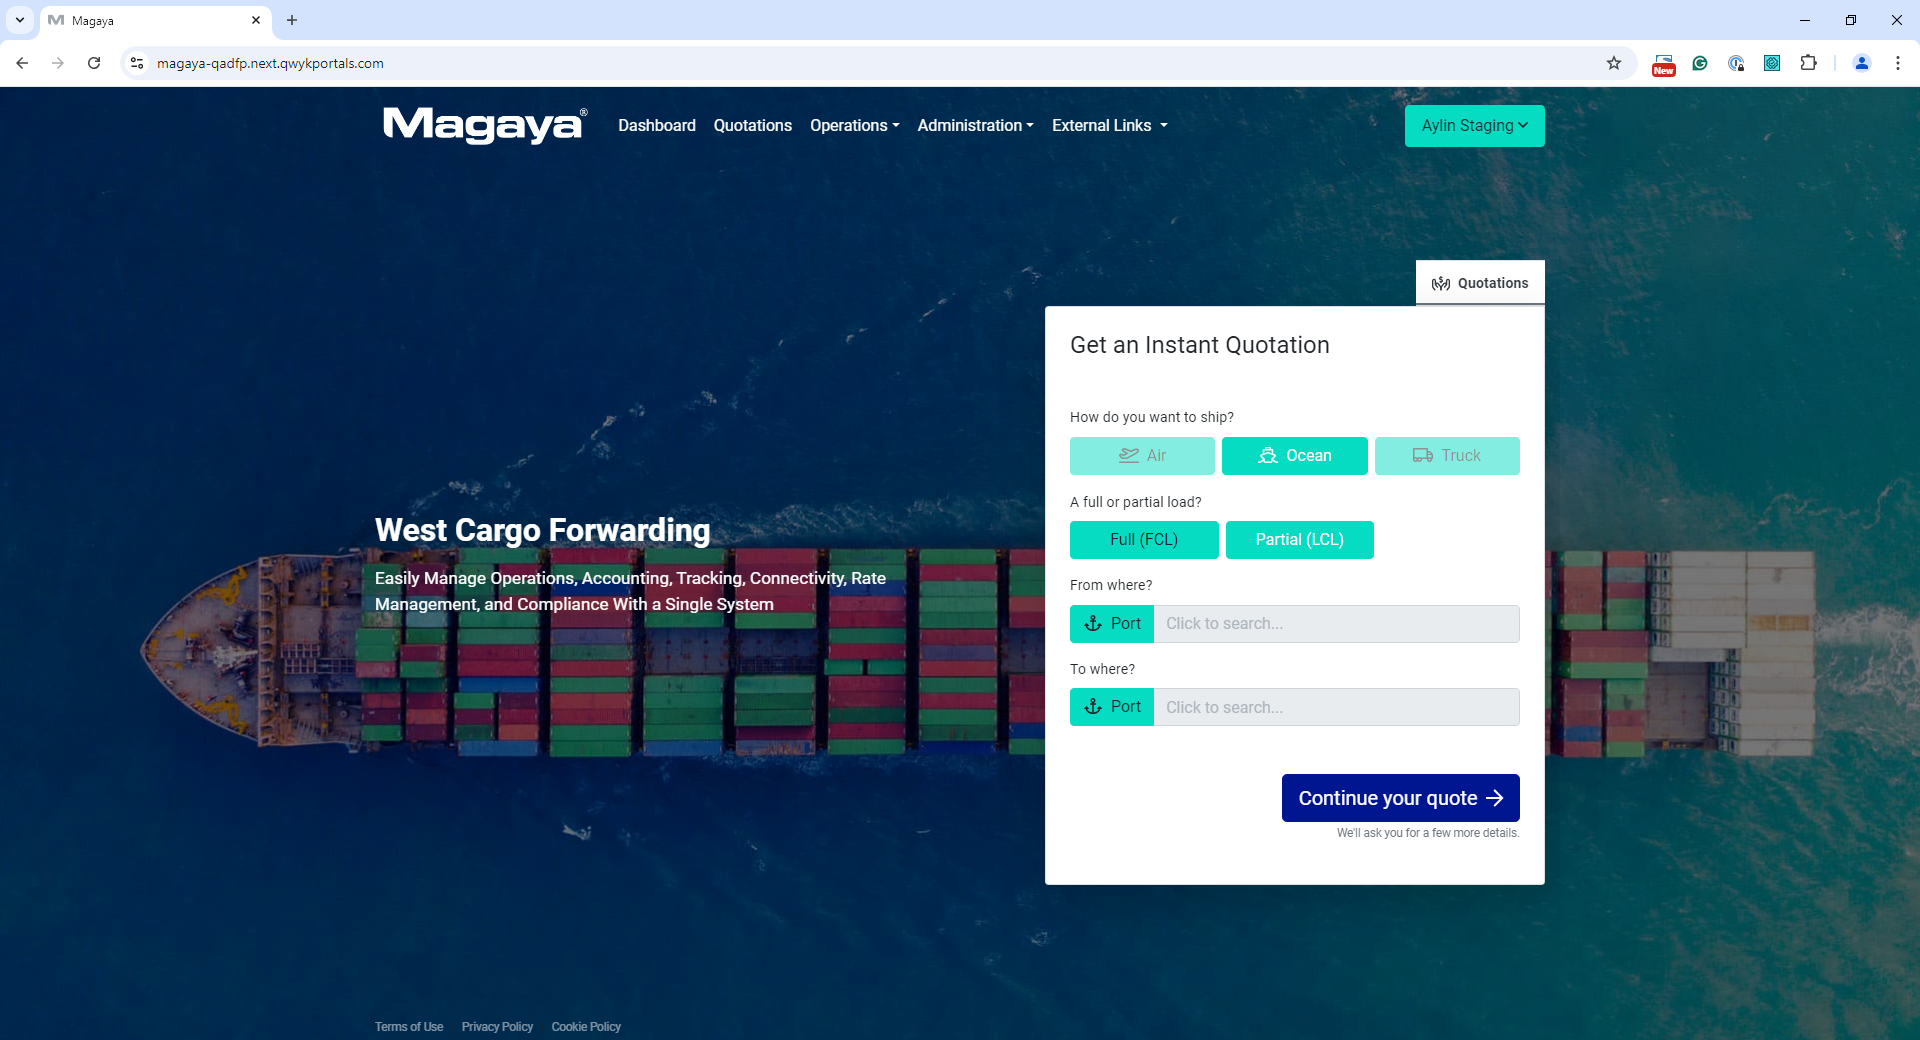 Magaya
magaya-qadfp.next.qwykportals.com
New
Magaya®
Dashboard Quotations Operations Administration External Links
Aylin Staging
Quotations
Get an Instant Quotation
How do you want to ship?
Air Ocean Truck
A full or partial load?
Full (FCL) Partial (LCL)
From where?
Port Click to search...
To where?
Port Click to search...
Continue your quote
We'll ask you for a few more details.
West Cargo Forwarding
Easily Manage Operations, Accounting, Tracking, Connectivity, Rate
Management, and Compliance With a Single System
Terms of Use Privacy Policy Cookie Policy